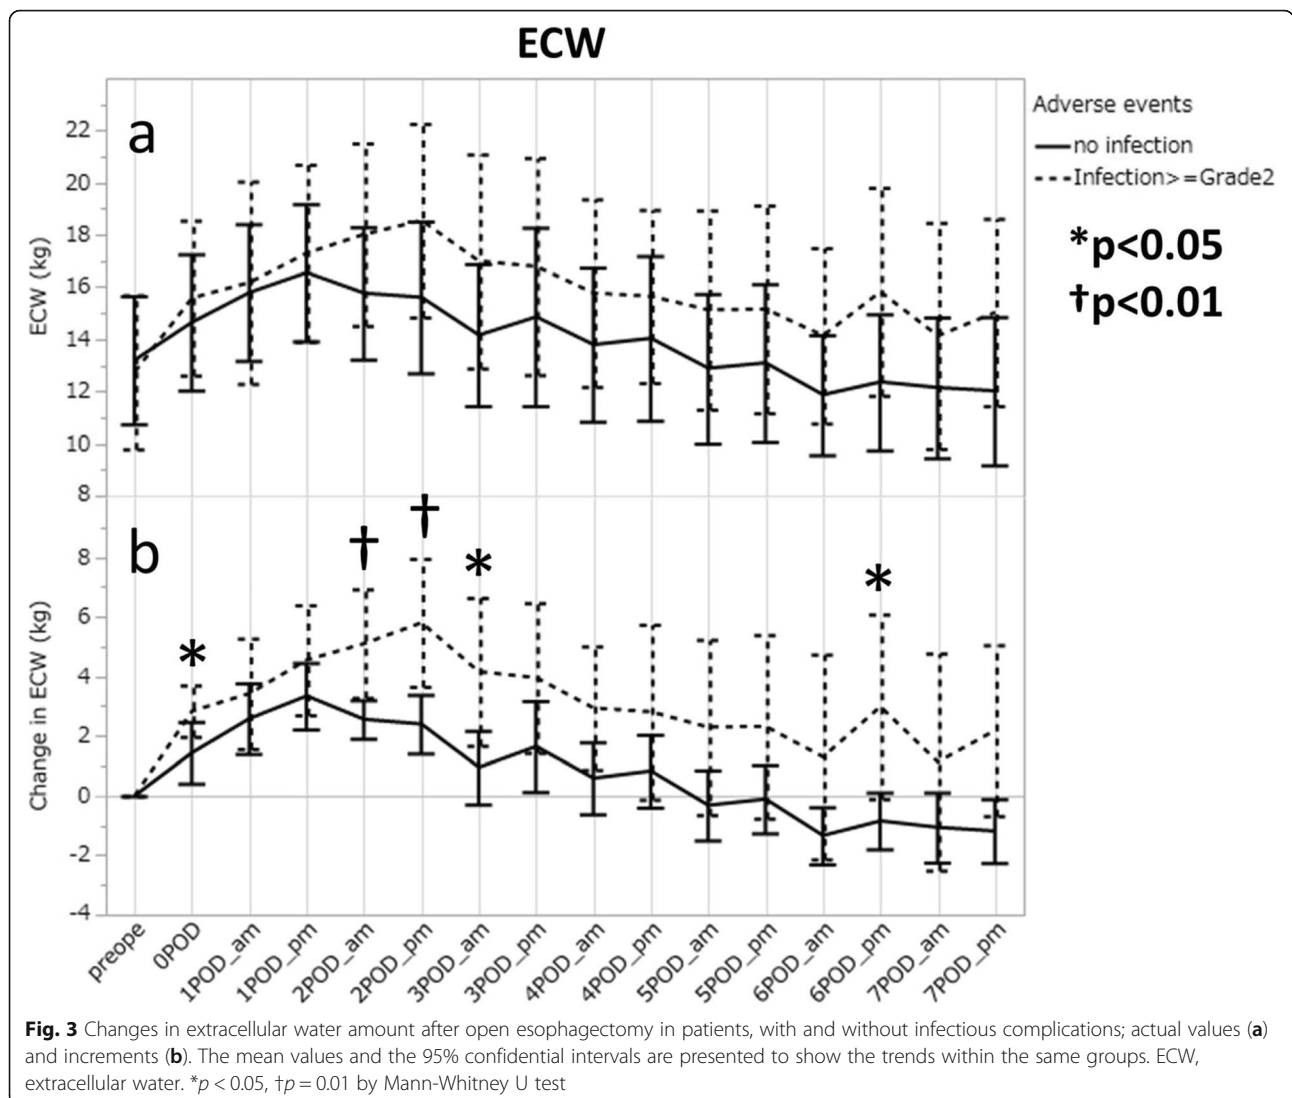 ECW
a
ECW (kg)
22
20
18
16
14
12
10
8
Adverse events
no infection
Infection>=Grade2
*p<0.05
†p<0.01
b
Change in ECW (kg)
8
6
4
2
0
-2
-4
*
†
†
*
*
preope
0POD
1POD_am
1POD_pm
2POD_am
2POD_pm
3POD_am
3POD_pm
4POD_am
4POD_pm
5POD_am
5POD_pm
6POD_am
6POD_pm
7POD_am
7POD_pm
Fig. 3 Changes in extracellular water amount after open esophagectomy in patients, with and without infectious complications; actual values (a)
and increments (b). The mean values and the 95% confidential intervals are presented to show the trends within the same groups. ECW,
extracellular water. *p < 0.05, †p = 0.01 by Mann-Whitney U test